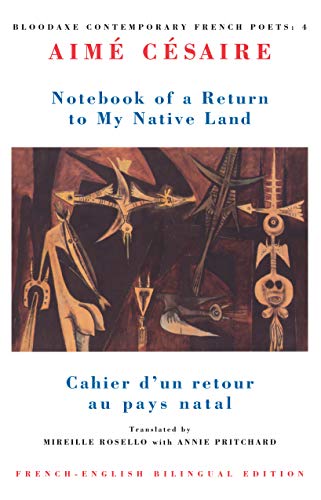 BLOODAXE CONTEMPORARY FRENCH POETS: 4
AIMÉ CÉSAIRE
Notebook of a Return
to My Native Land
Cahier d'un retour
au pays natal
Translated by
MIREILLE ROSELLO with ANNIE PRITCHARD
FRENCH-ENGLISH BILINGUAL EDITION